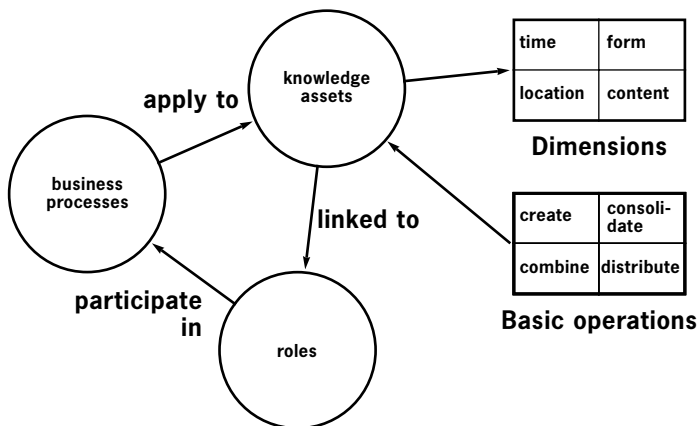 knowledge
assets
time
form
location
content
Dimensions
apply to
business
processes
linked to
create
consoli-
date
combine
distribute
Basic operations
participate
in
roles